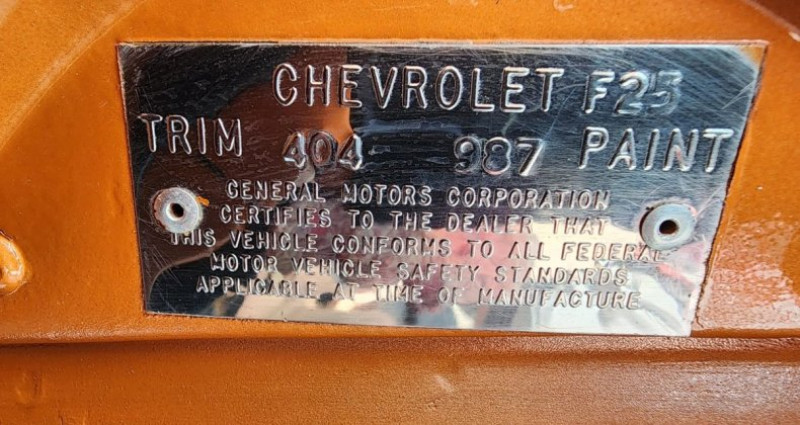 CHEVROLET F25
TRIM 404 987 PAINT
GENERAL MOTORS CORPORATION
CERTIFIES TO THE DEALER THAT
THIS VEHICLE CONFORMS TO ALL FEDERAL
MOTOR VEHICLE SAFETY STANDARDS
APPLICABLE AT TIME OF MANUFACTURE